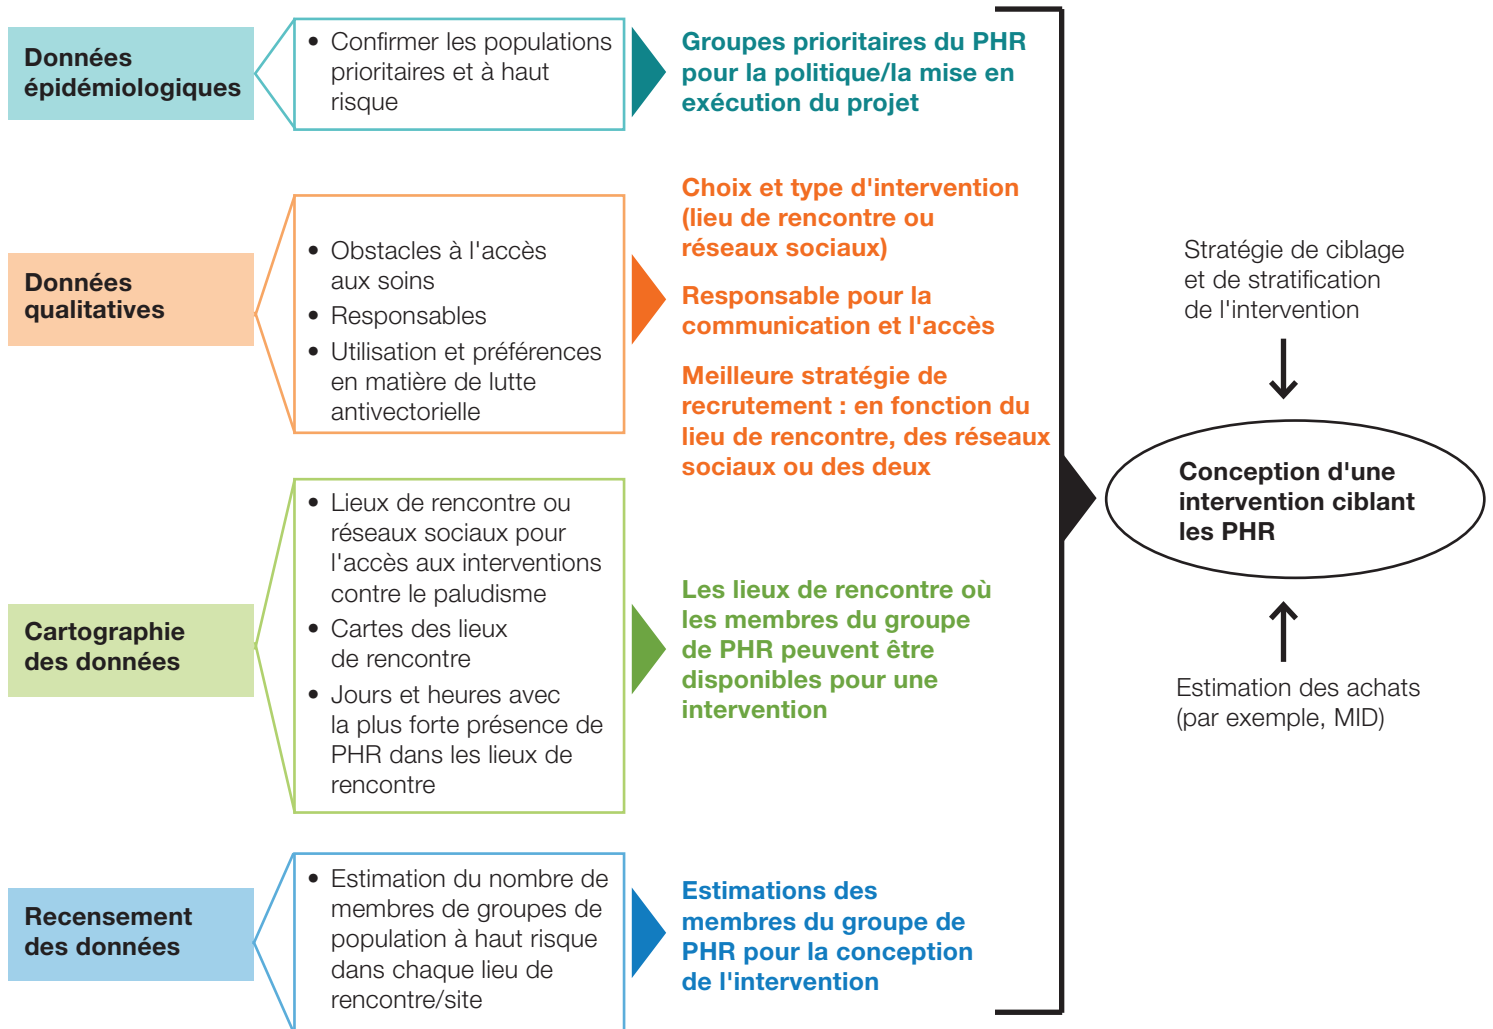 Données
épidémiologiques
• Confirmer les populations
prioritaires et à haut
risque
Groupes prioritaires du PHR
pour la politique/la mise en
exécution du projet
Données
qualitatives
• Obstacles à l'accès
aux soins
• Responsables
• Utilisation et préférences
en matière de lutte
antivectorielle
Choix et type d'intervention
(lieu de rencontre ou
réseaux sociaux)
Responsable pour la
communication et l'accès
Meilleure stratégie de
recrutement : en fonction du
lieu de rencontre, des réseaux
sociaux ou des deux
Cartographie
des données
• Lieux de rencontre ou
réseaux sociaux pour
l'accès aux interventions
contre le paludisme
• Cartes des lieux
de rencontre
• Jours et heures avec
la plus forte présence de
PHR dans les lieux de
rencontre
Les lieux de rencontre où
les membres du groupe
de PHR peuvent être
disponibles pour une
intervention
Recensement
des données
• Estimation du nombre de
membres de groupes de
population à haut risque
dans chaque lieu de
rencontre/site
Estimations des
membres du groupe de
PHR pour la conception
de l'intervention
Stratégie de ciblage
et de stratification
de l'intervention
Conception d'une
intervention ciblant
les PHR
Estimation des achats
(par exemple, MID)